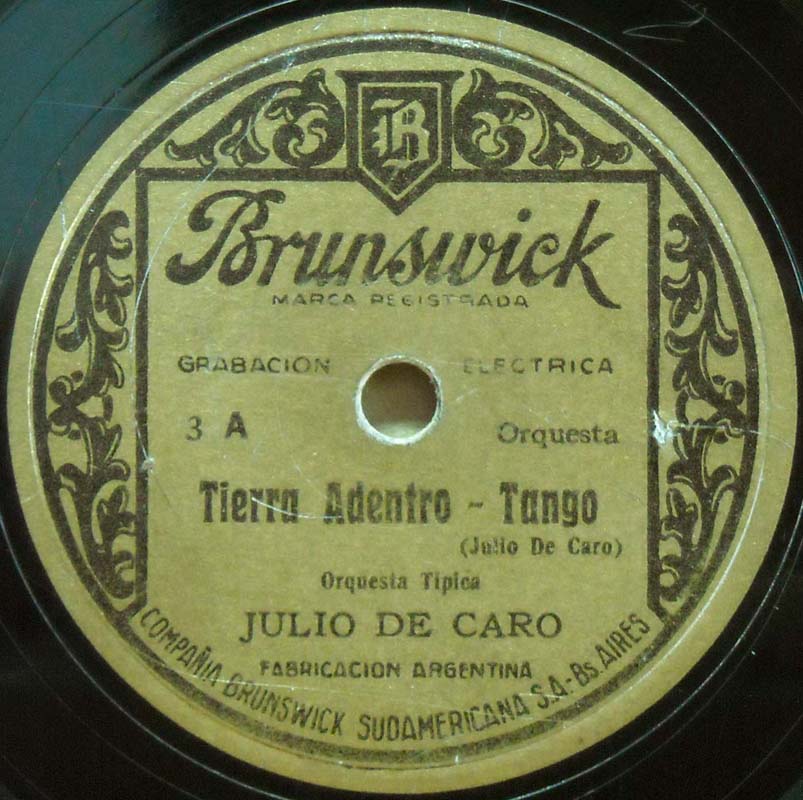 B
Brunswick
MARCA REGISTRADA
GRABACION ELECTRICA
3 A Orquesta
Tierra Adentro - Tango
(Julio De Caro)
Orquesta Tipica
JULIO DE CARO
FABRICACION ARGENTINA
COMPAÑIA BRUNSWICK SUDAMERICANA S.A.-Bs. AIRES